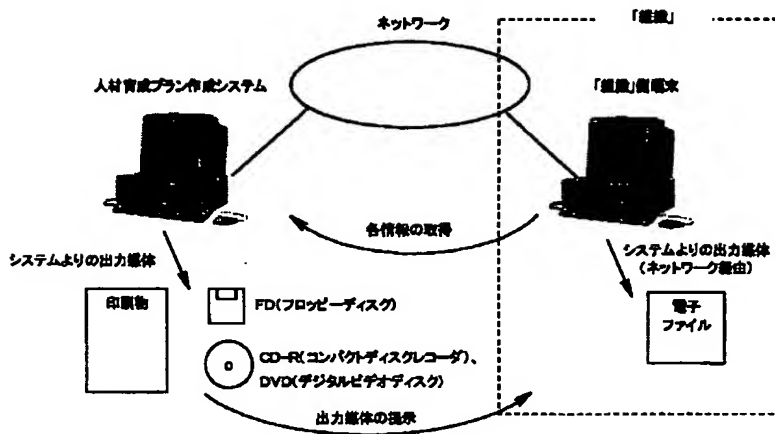 ネットワーク
「組織」
人材育成プラン作成システム
「組織」側端末
各情報の取得
システムよりの出力媒体
システムよりの出力媒体
(ネットワーク経由)
印刷物
FD(フロッピーディスク)
電子
ファイル
CD-R(コンパクトディスクレコーダ)、
DVD(デジタルビデオディスク)
出力媒体の提示